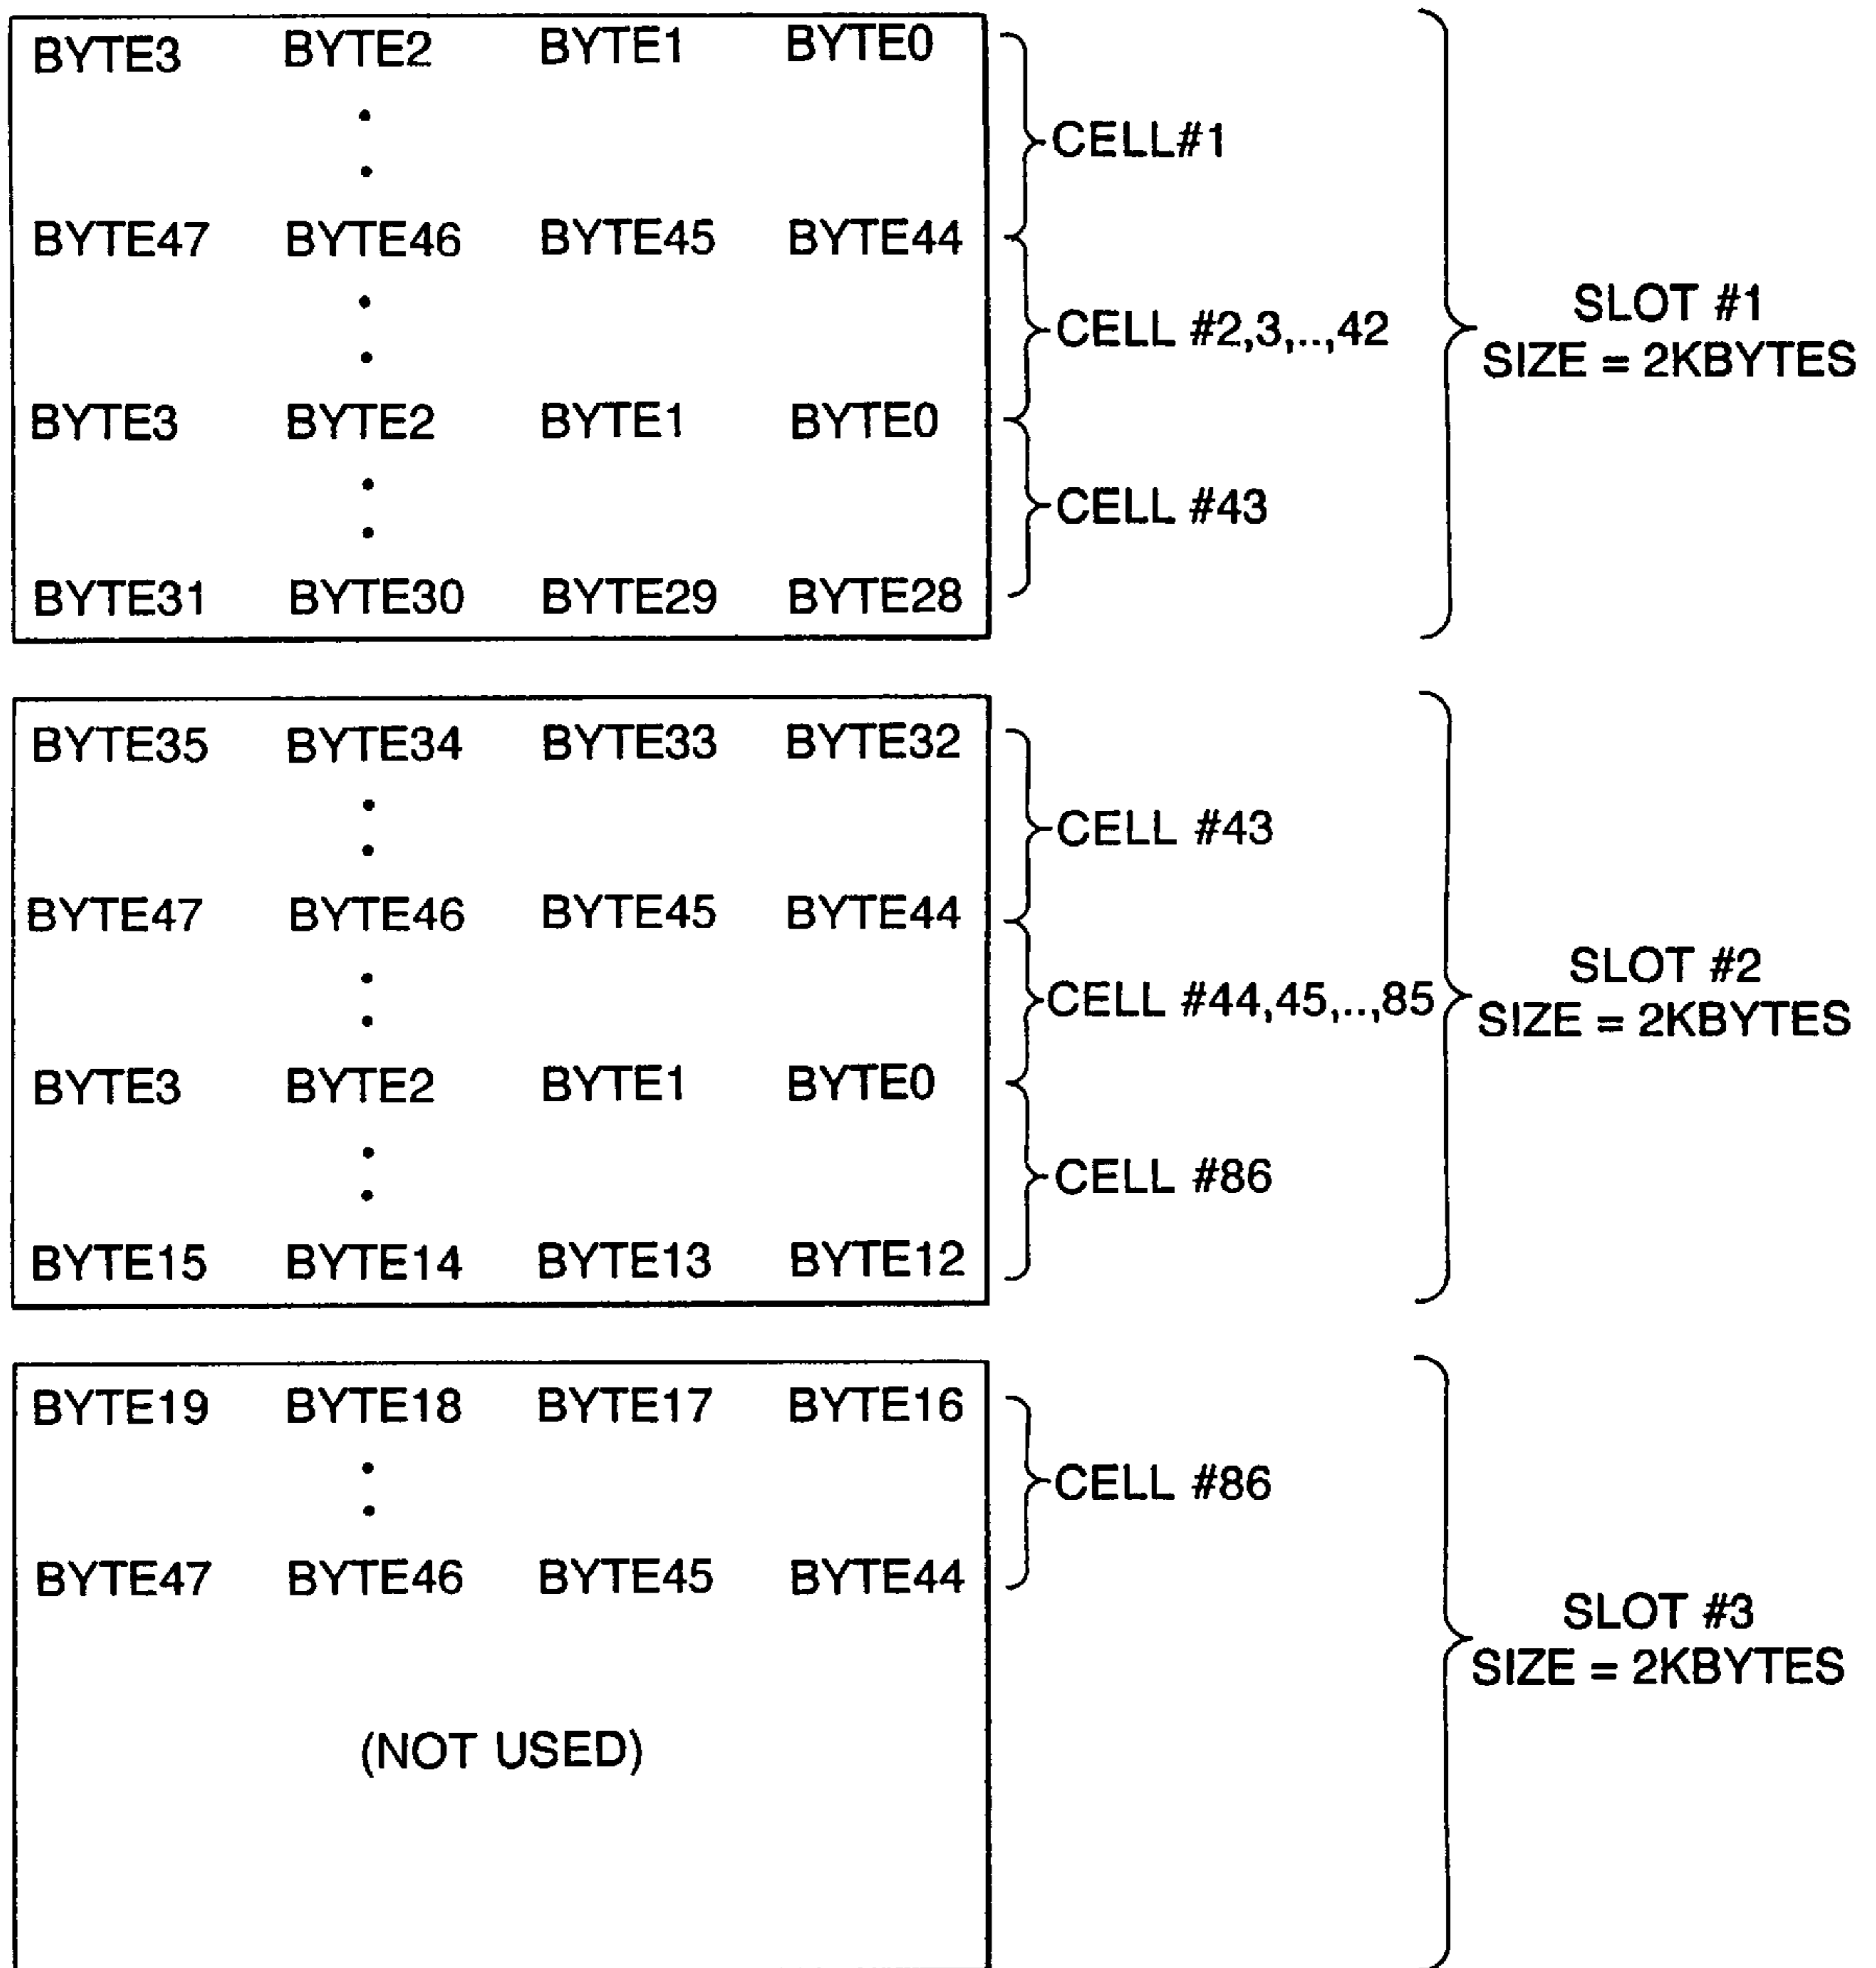 BYTE3 BYTE2 BYTE1 BYTE0
CELL#1
BYTE47 BYTE46 BYTE45 BYTE44
CELL #2,3,..,42
SLOT #1
SIZE = 2KBYTES
BYTE3 BYTE2 BYTE1 BYTE0
CELL #43
BYTE31 BYTE30 BYTE29 BYTE28
BYTE35 BYTE34 BYTE33 BYTE32
CELL #43
BYTE47 BYTE46 BYTE45 BYTE44
CELL #44,45,..,85
SLOT #2
SIZE = 2KBYTES
BYTE3 BYTE2 BYTE1 BYTE0
CELL #86
BYTE15 BYTE14 BYTE13 BYTE12
BYTE19 BYTE18 BYTE17 BYTE16
CELL #86
BYTE47 BYTE46 BYTE45 BYTE44
SLOT #3
SIZE = 2KBYTES
(NOT USED)